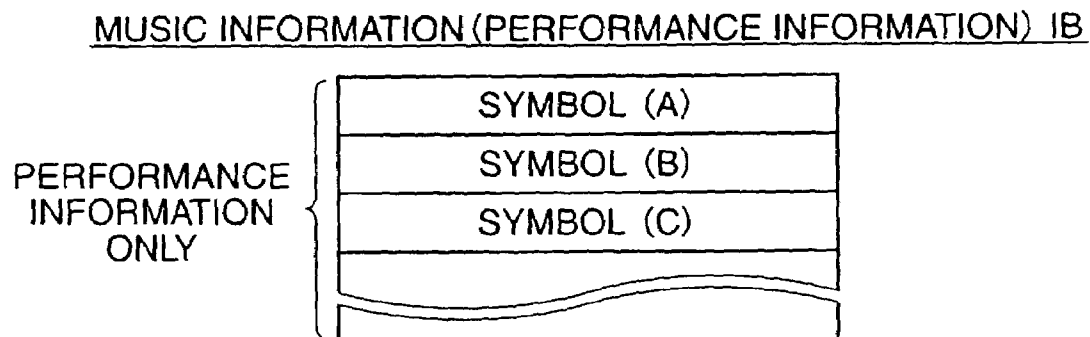 MUSIC INFORMATION (PERFORMANCE INFORMATION) IB
SYMBOL (A)
SYMBOL (B)
SYMBOL (C)
PERFORMANCE
INFORMATION
ONLY